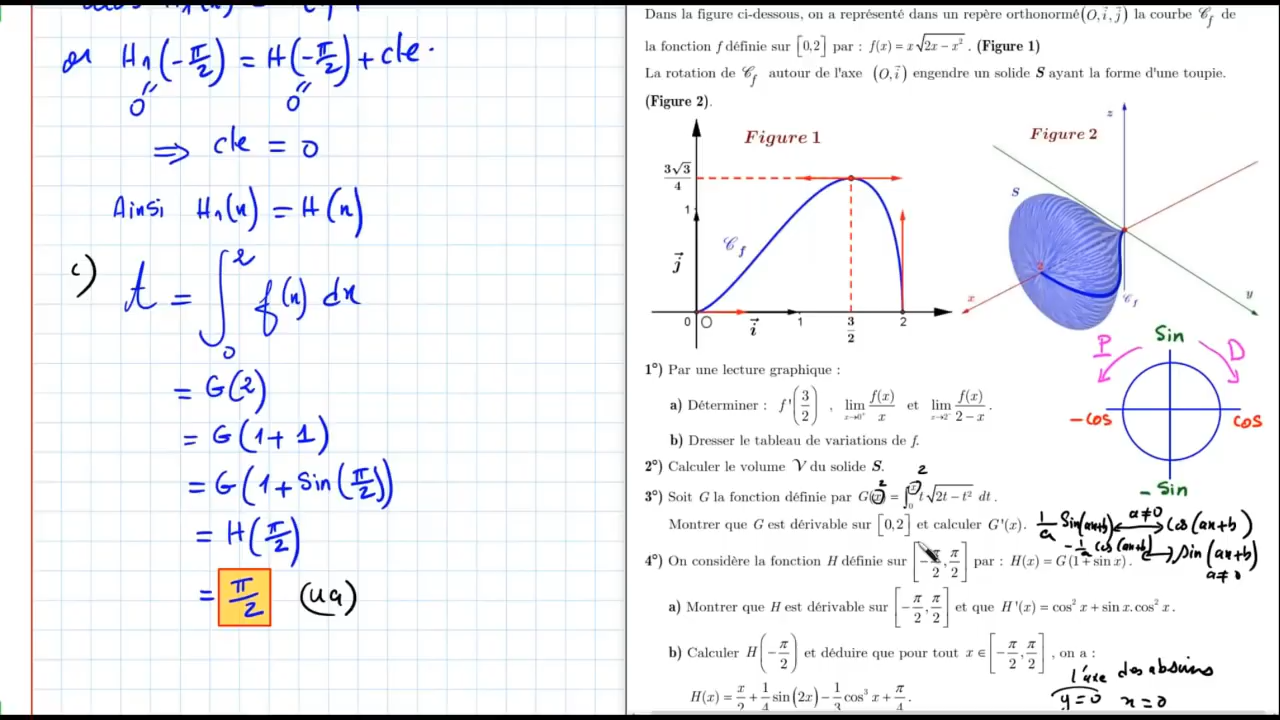 or H₁(-π/2) = H(-π/2) + cte.
0 0
⇒ cte = 0
Ainsi H₁(x) = H(x)
c) A = ∫₀² f(x) dx
= G(2)
= G(1+1)
= G(1+Sin(π/2))
= H(π/2)
= π/2 (ua)
Dans la figure ci-dessous, on a représenté dans un repère orthonormé (O, i⃗, j⃗) la courbe 𝒞f de
la fonction f définie sur [0,2] par : f(x) = x√(2x − x²) . (Figure 1)
La rotation de 𝒞f autour de l'axe (O, i⃗) engendre un solide S ayant la forme d'une toupie.
(Figure 2).
Figure 1
3√3/4
1
𝒞f
j⃗
0 O i⃗ 1 3/2 2
Figure 2
z
S
2
x
𝒞f
y
1°) Par une lecture graphique :
a) Déterminer : f'(3/2) , lim x→0⁺ f(x)/x et lim x→2⁻ f(x)/(2 − x) .
b) Dresser le tableau de variations de f.
2°) Calculer le volume 𝒱 du solide S.
3°) Soit G la fonction définie par G(x) = ∫₀ˣ t√(2t − t²) dt .
2 2
Montrer que G est dérivable sur [0,2] et calculer G'(x).
4°) On considère la fonction H définie sur [−π/2, π/2] par : H(x) = G(1 + sin x) .
a) Montrer que H est dérivable sur [−π/2, π/2] et que H'(x) = cos² x + sin x. cos² x .
b) Calculer H(−π/2) et déduire que pour tout x ∈ [−π/2, π/2] , on a :
H(x) = x/2 + 1/4 sin(2x) − 1/3 cos³ x + π/4 .
Sin
P D
-cos cos
- Sin
1/a Sin(ax+b) ⟷ a≠0 cos(ax+b)
-1/a cos(ax+b) ⟷ Sin(ax+b)
a≠0
l'axe des abscisses
y=0 x=0